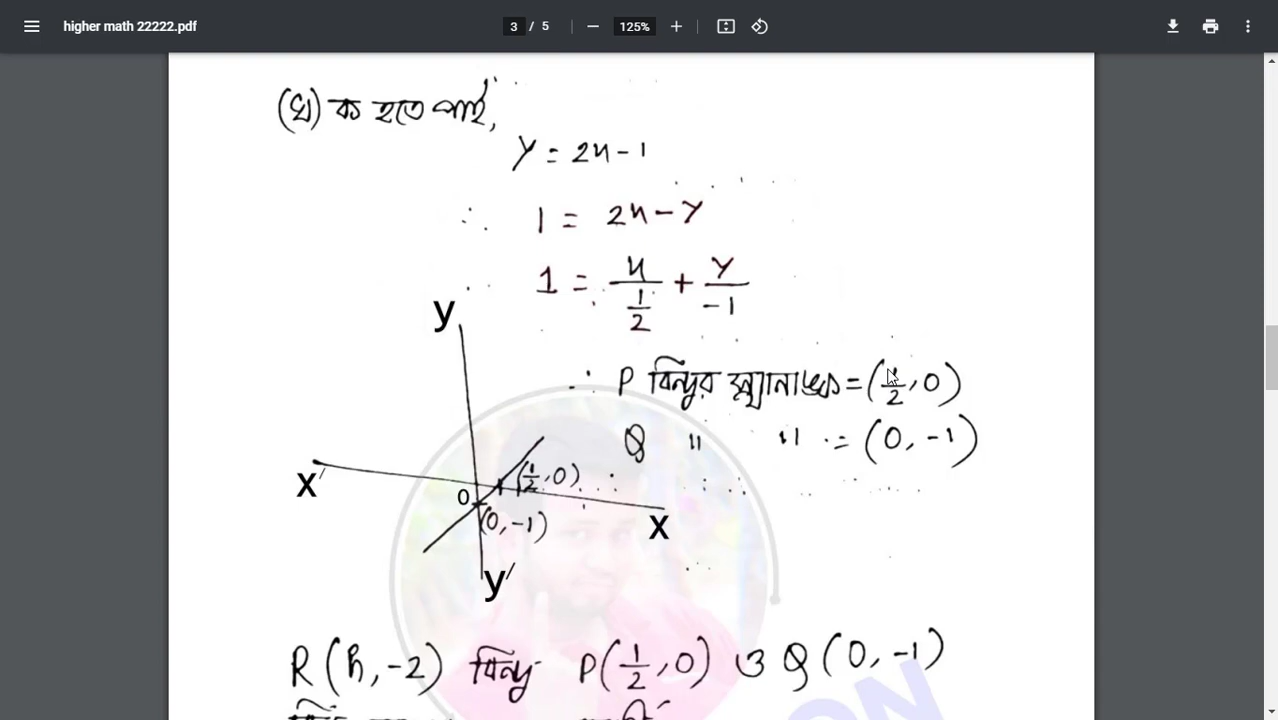 higher math 22222.pdf 3 / 5 125%
(খ) ক হতে পাই,
y = 2x - 1
∴ 1 = 2x - y
1 = x/(1/2) + y/-1
y
∴ P বিন্দুর স্থানাঙ্ক = (1/2, 0)
Q " " = (0, -1)
X′ 0 (1/2, 0)
(0, -1) X
y′
R(h, -2) বিন্দু P(1/2, 0) ও Q(0, -1)
ON